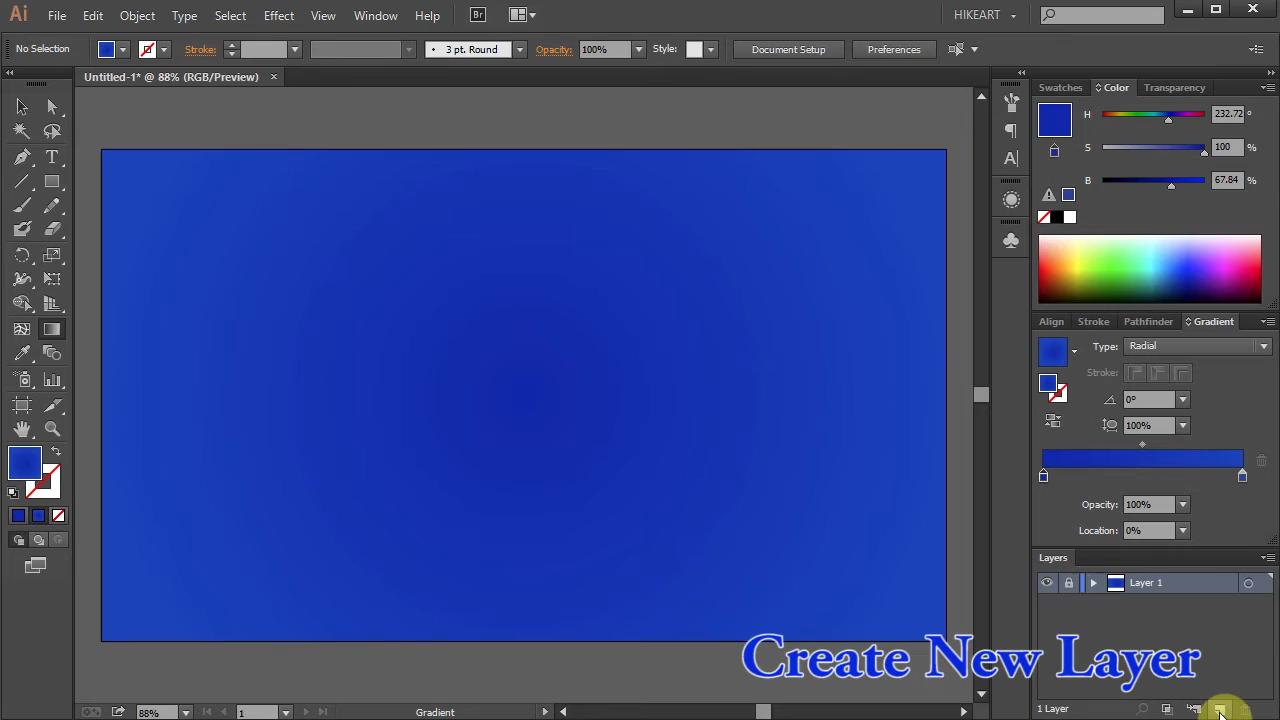 Ai File Edit Object Type Select Effect View Window Help Br HIKEART
No Selection Stroke: 3 pt. Round Opacity: 100% Style: Document Setup Preferences
Untitled-1* @ 88% (RGB/Preview)
Swatches Color Transparency
H 232.72 °
S 100 %
B 67.84 %
Align Stroke Pathfinder Gradient
Type: Radial
Stroke:
0°
100%
Opacity: 100%
Location: 0%
Layers
Layer 1
Create New Layer
88% 1 Gradient 1 Layer